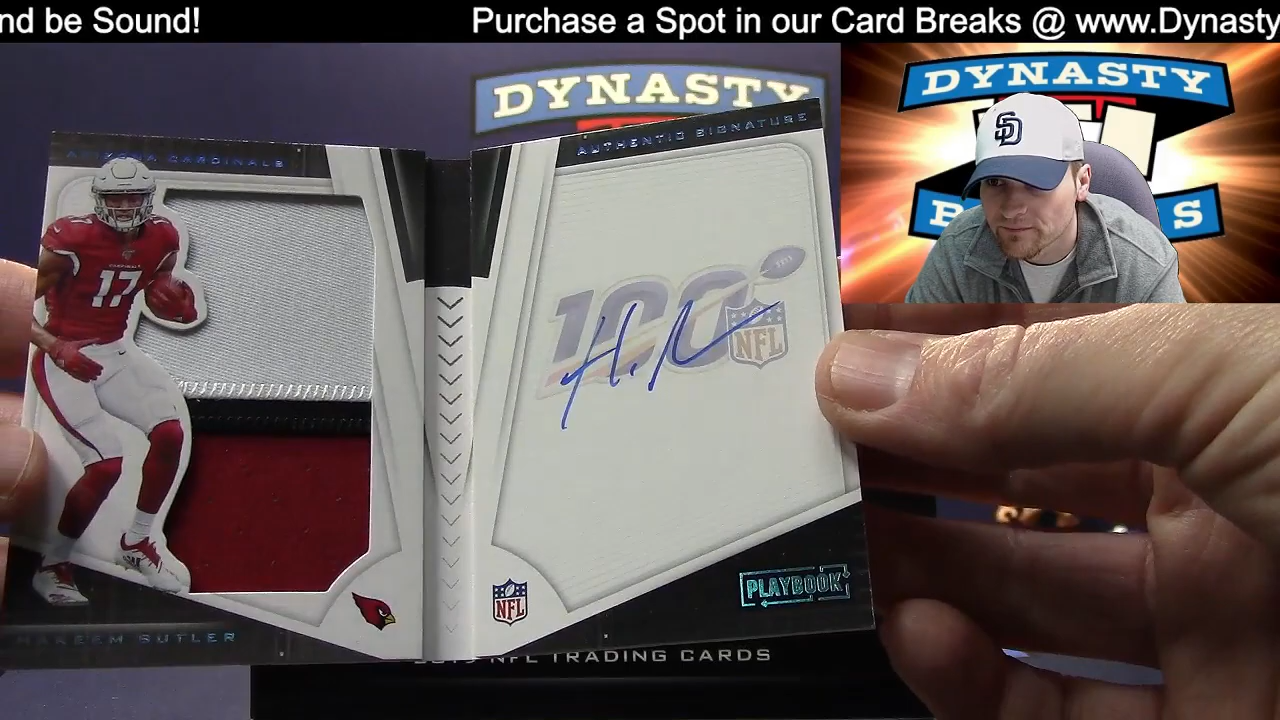 nd be Sound! Purchase a Spot in our Card Breaks @ www.Dynasty
DYNASTY
DYNASTY
SD
ARIZONA CARDINALS
AUTHENTIC SIGNATURE
17
100
NFL
NFL
PLAYBOOK
HAKEEM BUTLER
NFL TRADING CARDS